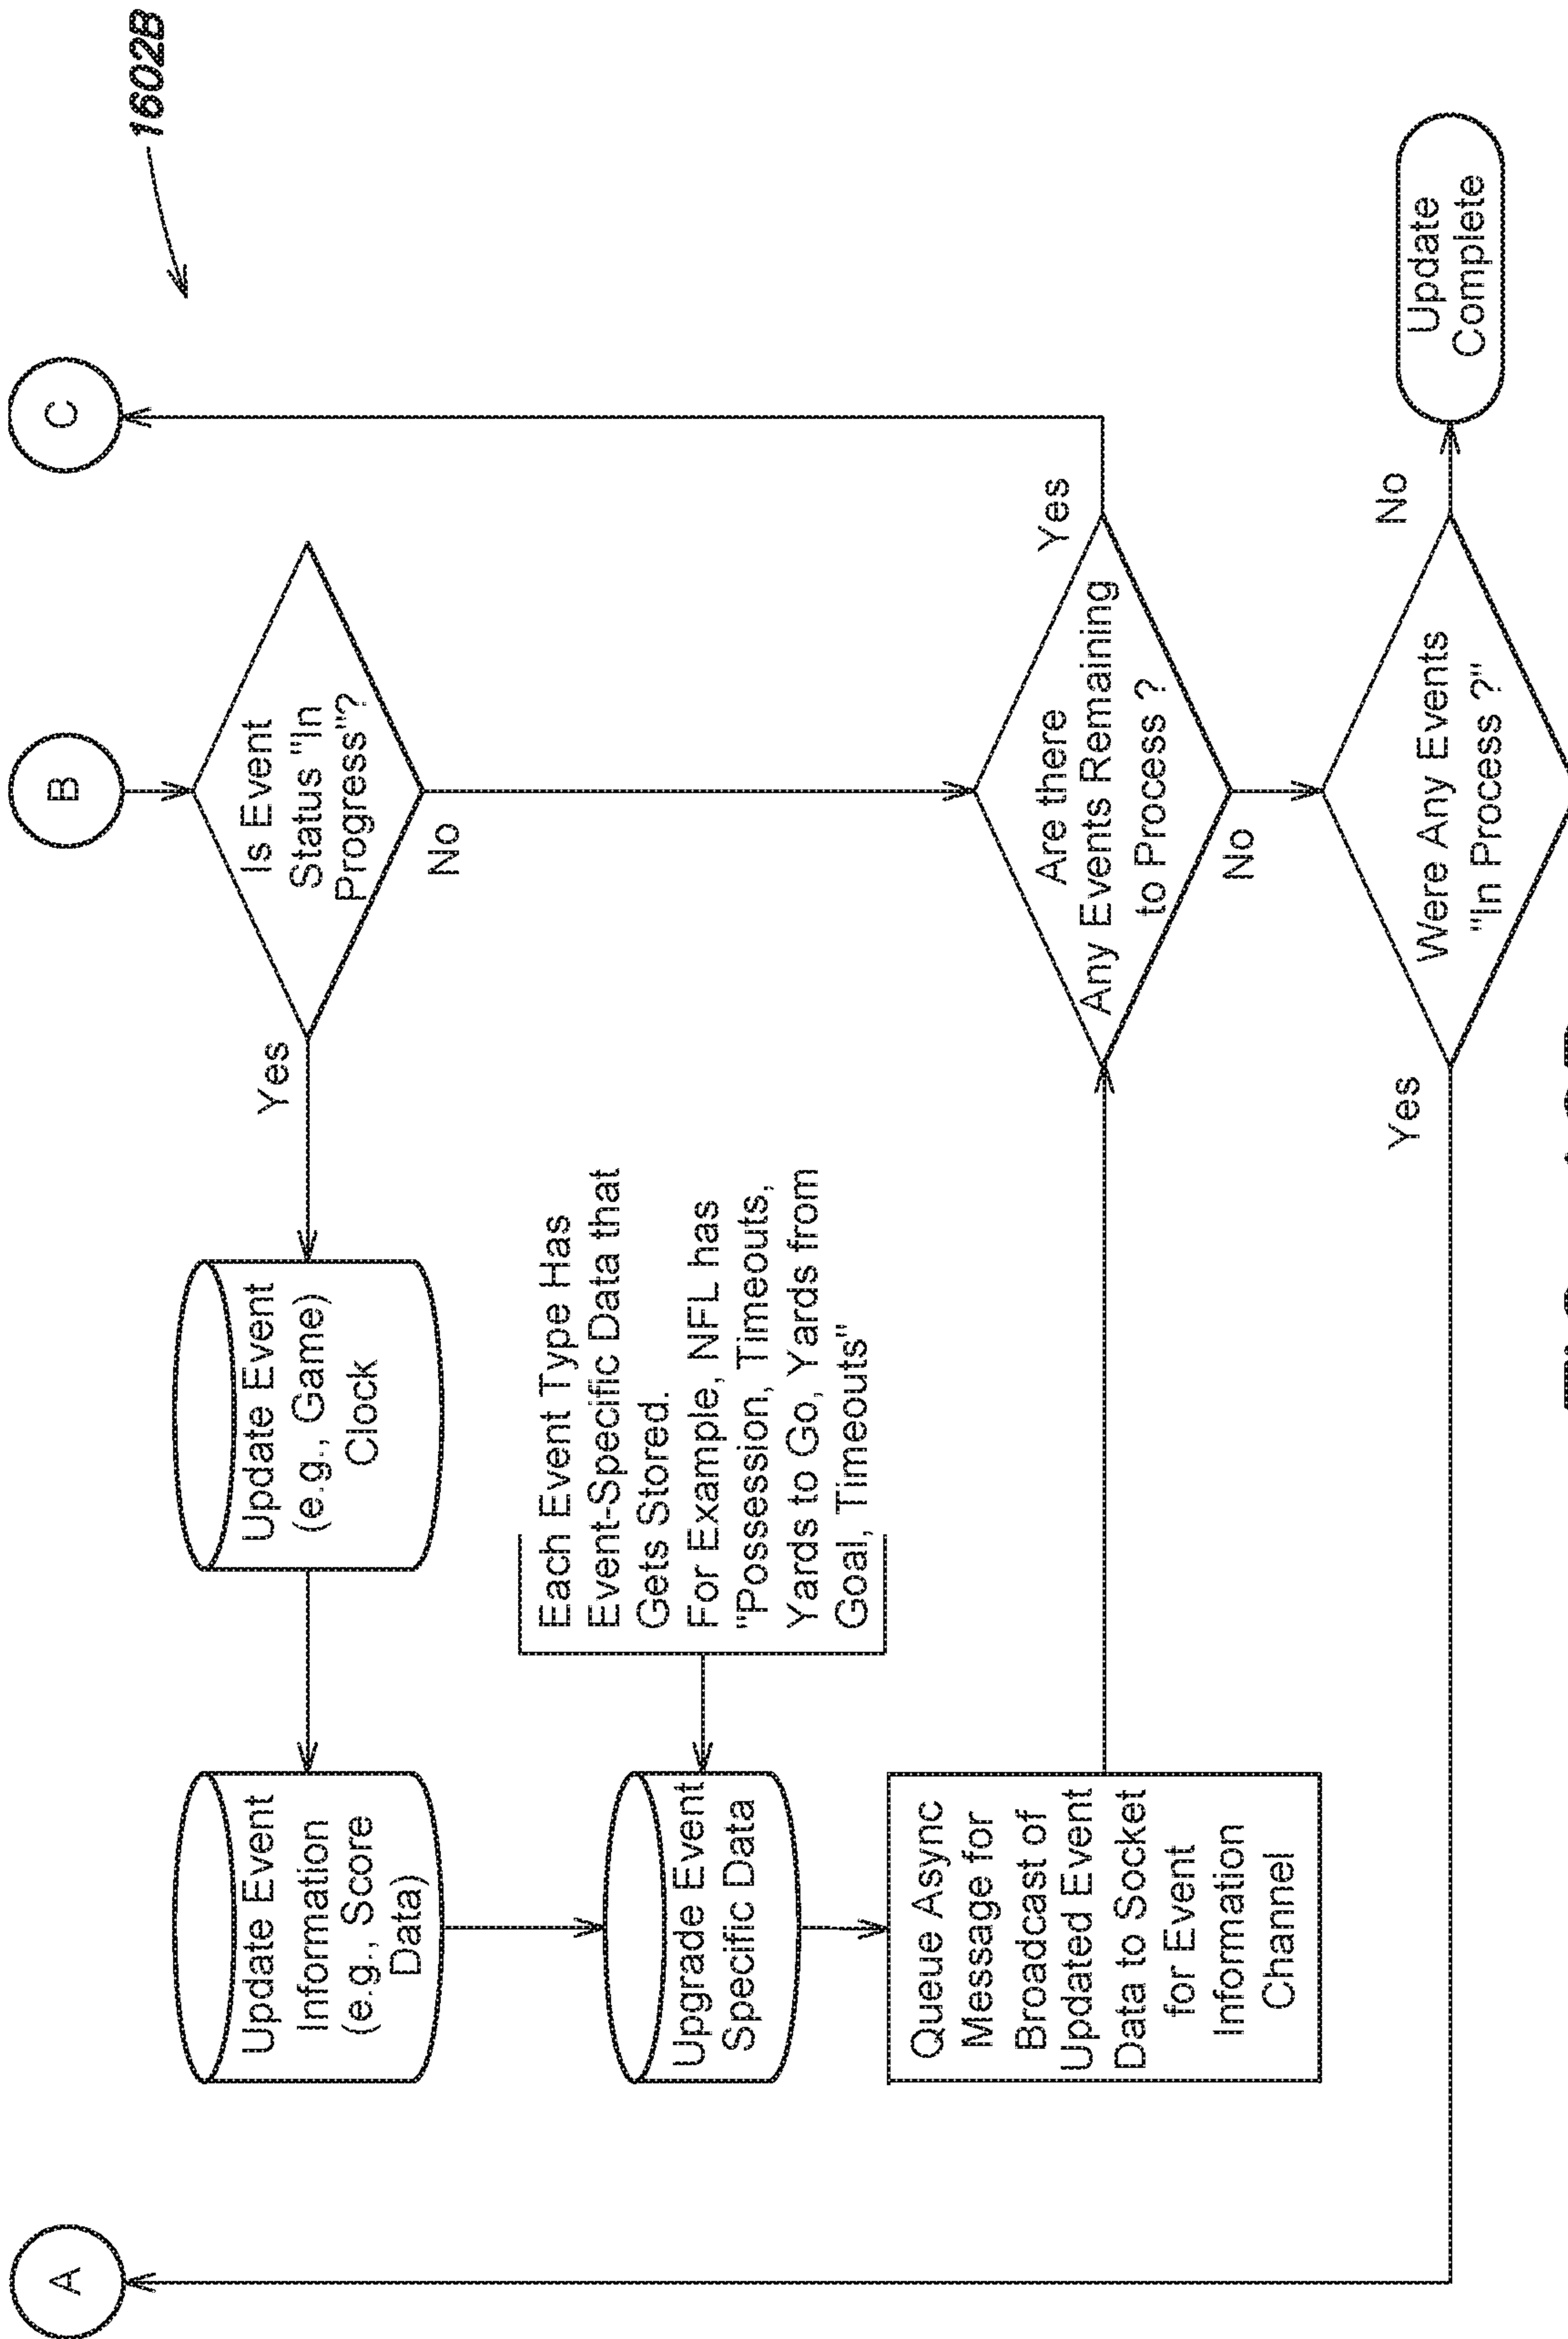 1602B
A
B
C
Is Event
Status "In
Progress"?
Yes
No
Update Event
(e.g., Game)
Clock
Update Event
Information
(e.g., Score
Data)
Each Event Type Has
Event-Specific Data that
Gets Stored.
For Example, NFL has
"Possession, Timeouts,
Yards to Go, Yards from
Goal, Timeouts"
Upgrade Event
Specific Data
Queue Async
Message for
Broadcast of
Updated Event
Data to Socket
for Event
Information
Channel
Are there
Any Events Remaining
to Process ?
Yes
No
Were Any Events
"In Process ?"
Yes
No
Update
Complete